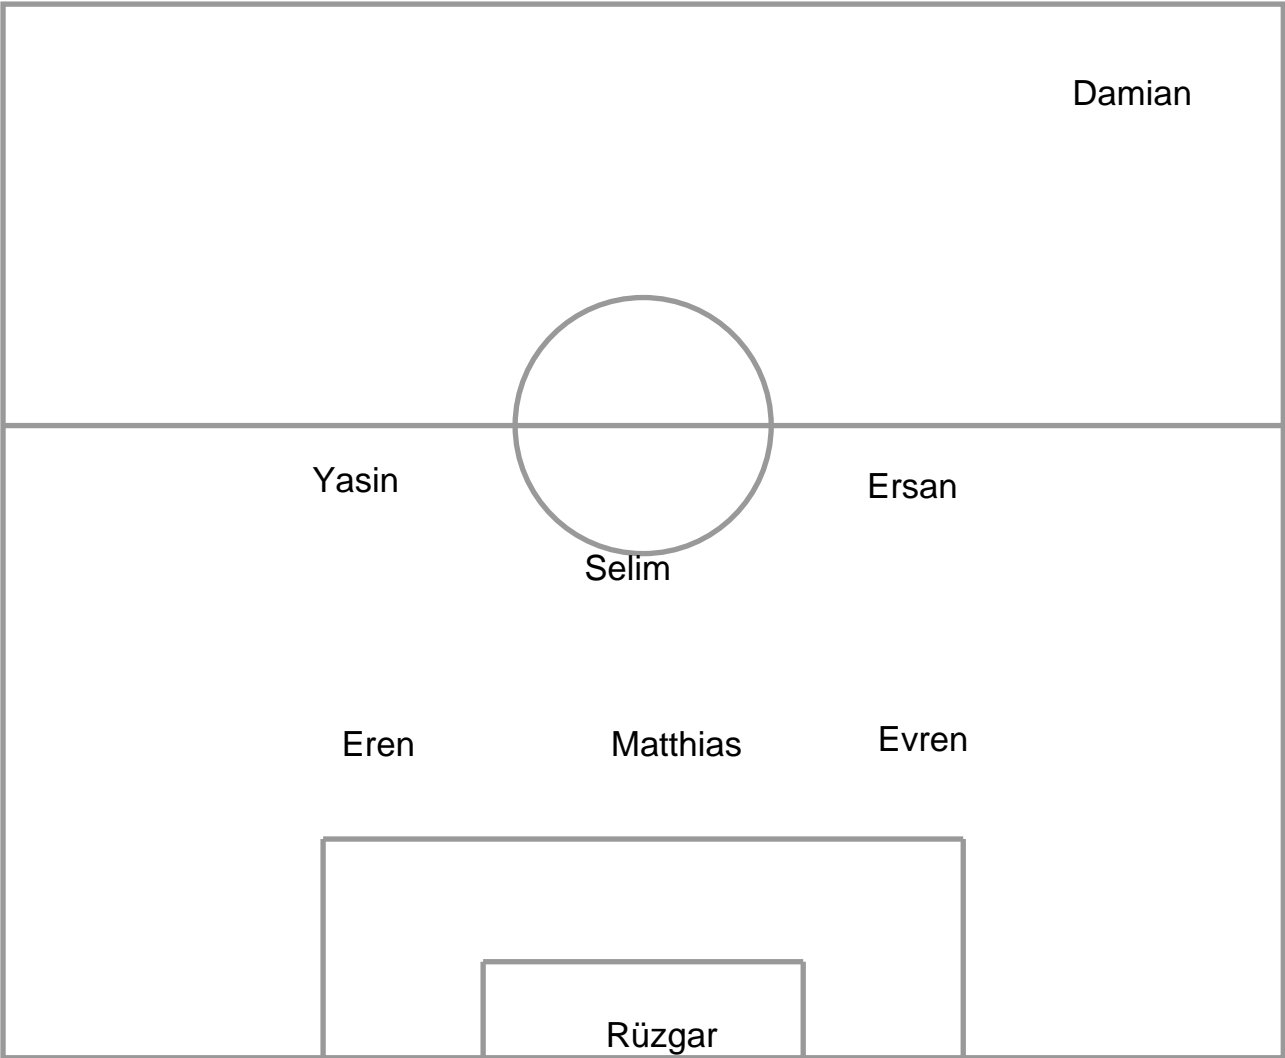 Damian
Yasin
Ersan
Selim
Eren
Matthias
Evren
Rüzgar